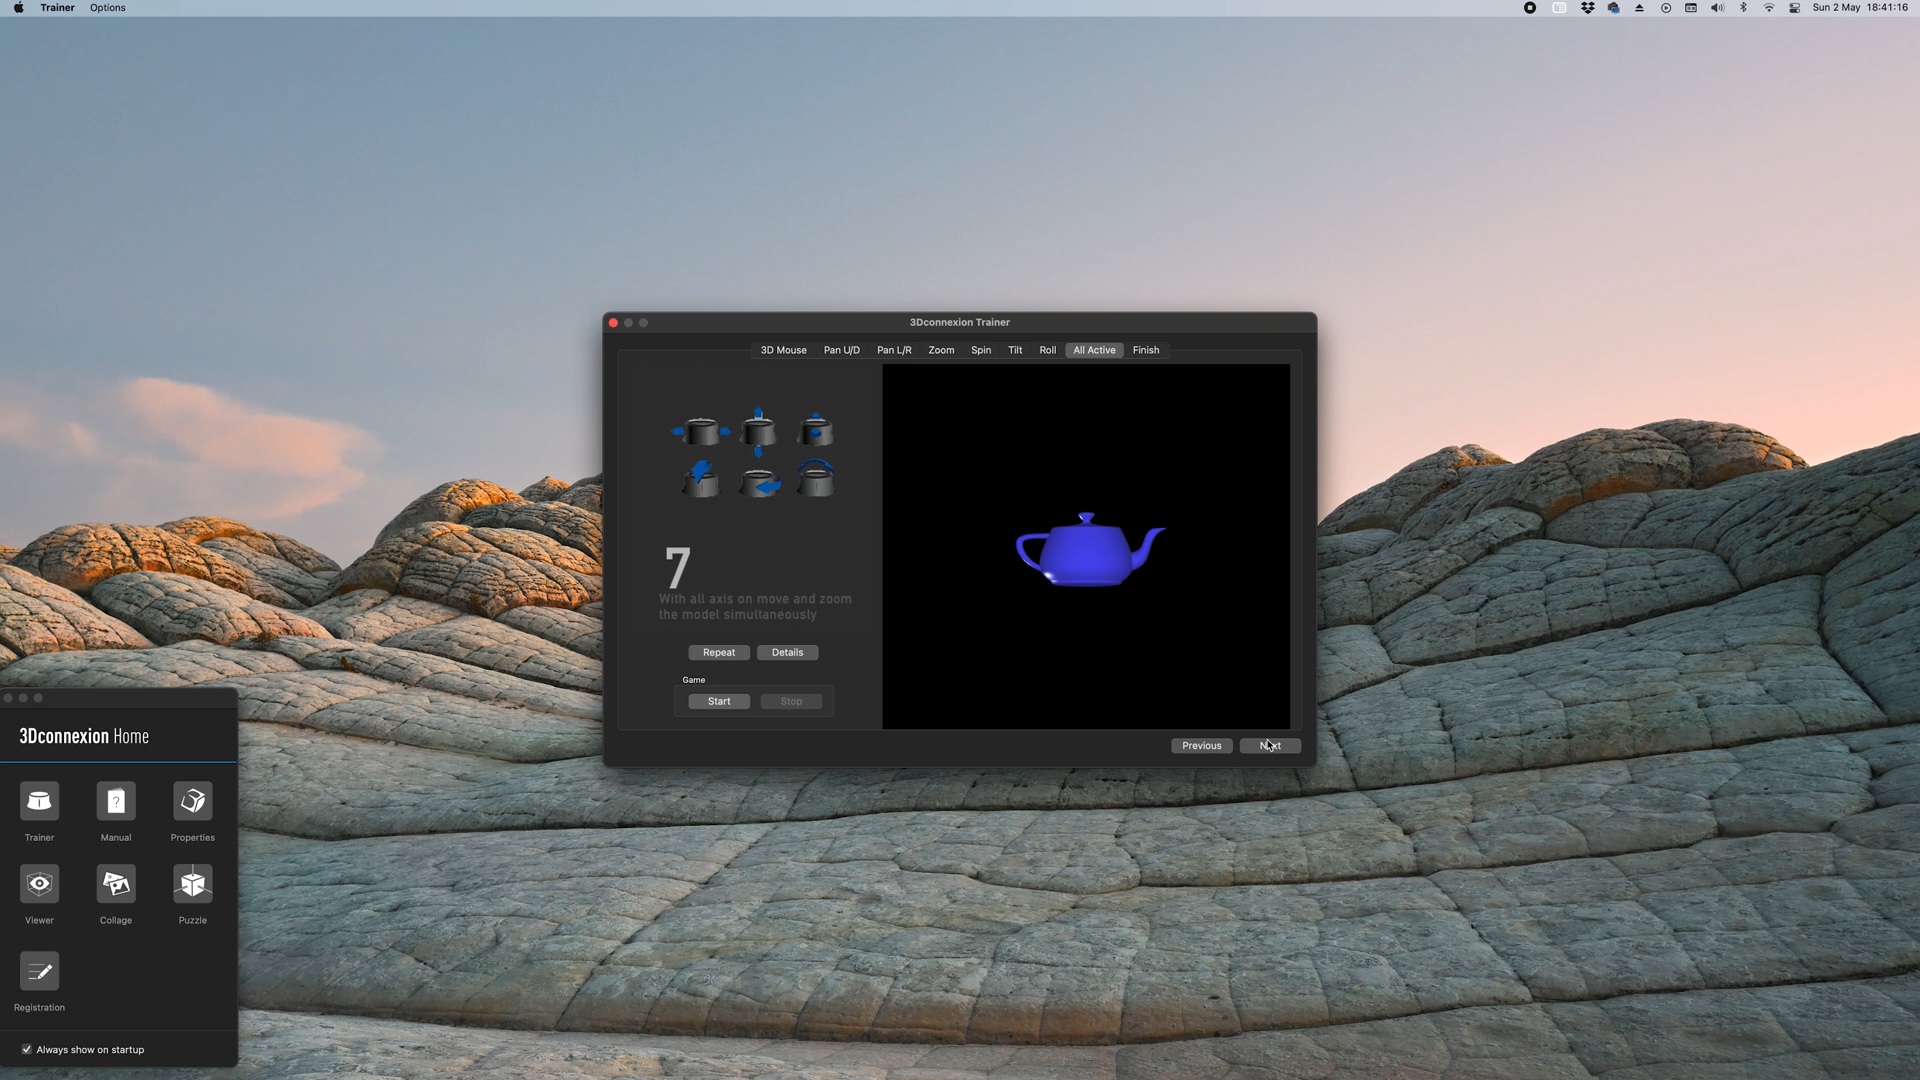 Trainer Options
Sun 2 May 18:41:16
3Dconnexion Trainer
3D Mouse Pan U/D Pan L/R Zoom Spin Tilt Roll All Active Finish
7
With all axis on move and zoom
the model simultaneously
Repeat Details
Game
Start Stop
Previous Next
3Dconnexion Home
Trainer Manual Properties
Viewer Collage Puzzle
Registration
Always show on startup